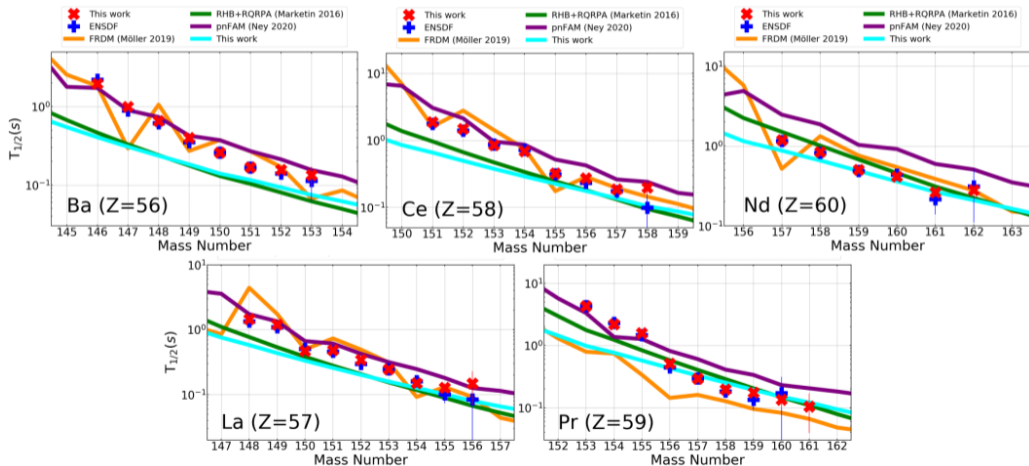 This work RHB+RQRPA (Marketin 2016)
ENSDF pnFAM (Ney 2020)
FRDM (Möller 2019) This work
This work RHB+RQRPA (Marketin 2016)
ENSDF pnFAM (Ney 2020)
FRDM (Möller 2019) This work
This work RHB+RQRPA (Marketin 2016)
ENSDF pnFAM (Ney 2020)
FRDM (Möller 2019) This work
T1/2(s)
10^0
10^-1
Ba (Z=56)
145 146 147 148 149 150 151 152 153 154
Mass Number
10^1
10^0
10^-1
Ce (Z=58)
150 151 152 153 154 155 156 157 158 159
Mass Number
10^1
10^0
10^-1
Nd (Z=60)
156 157 158 159 160 161 162 163
Mass Number
T1/2(s)
10^1
10^0
10^-1
La (Z=57)
147 148 149 150 151 152 153 154 155 156 157
Mass Number
10^1
10^0
10^-1
Pr (Z=59)
152 153 154 155 156 157 158 159 160 161 162
Mass Number